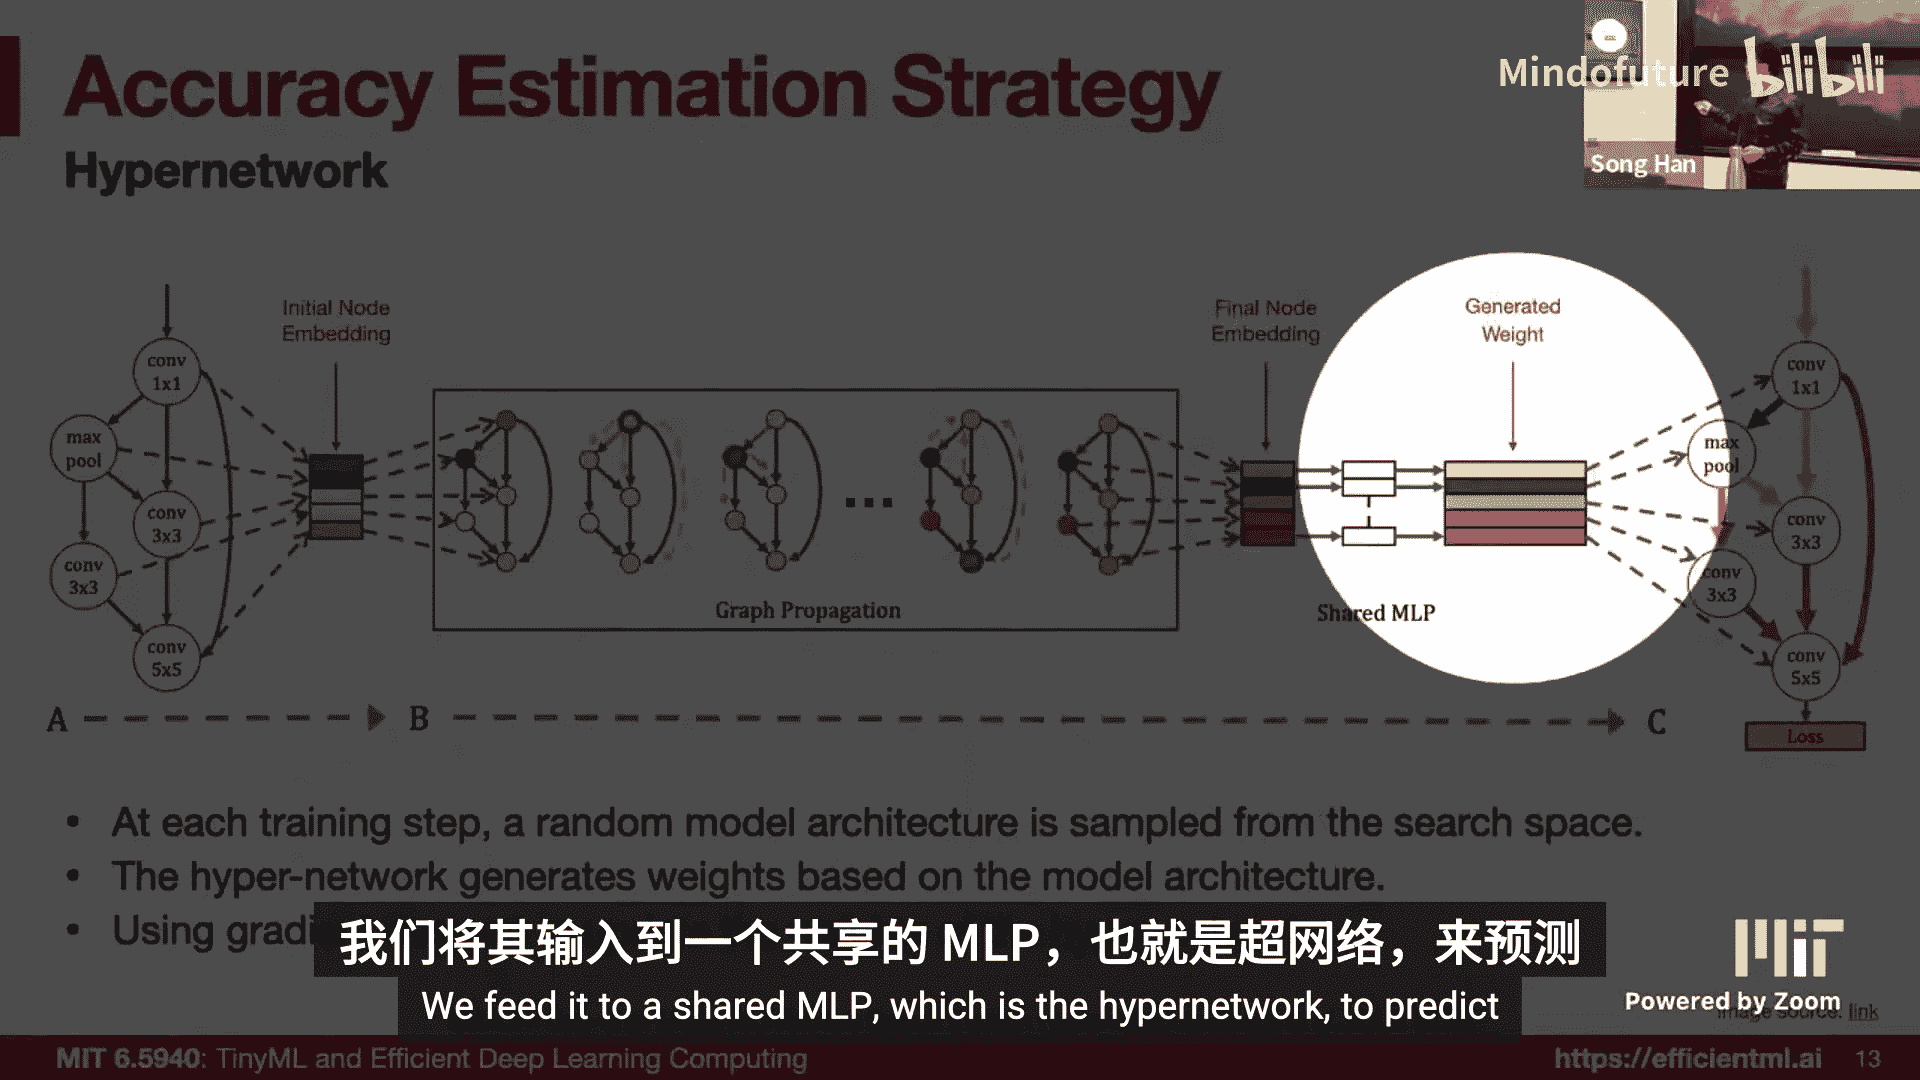 Accuracy Estimation Strategy
Hypernetwork
Mindofuture bilibili
Song Han
Initial Node
Embedding
Final Node
Embedding
Generated
Weight
conv
1x1
max
pool
conv
3x3
conv
3x3
conv
5x5
...
Graph Propagation
Shared MLP
conv
1x1
max
pool
conv
3x3
conv
3x3
conv
5x5
Loss
A
B
C
• At each training step, a random model architecture is sampled from the search space.
• The hyper-network generates weights based on the model architecture.
• Using
我们将其输入到一个共享的 MLP，也就是超网络，来预测
We feed it to a shared MLP, which is the hypernetwork, to predict
MIT
Powered by Zoom
Image source: link
MIT 6.5940: TinyML and Efficient Deep Learning Computing
https://efficientml.ai
13